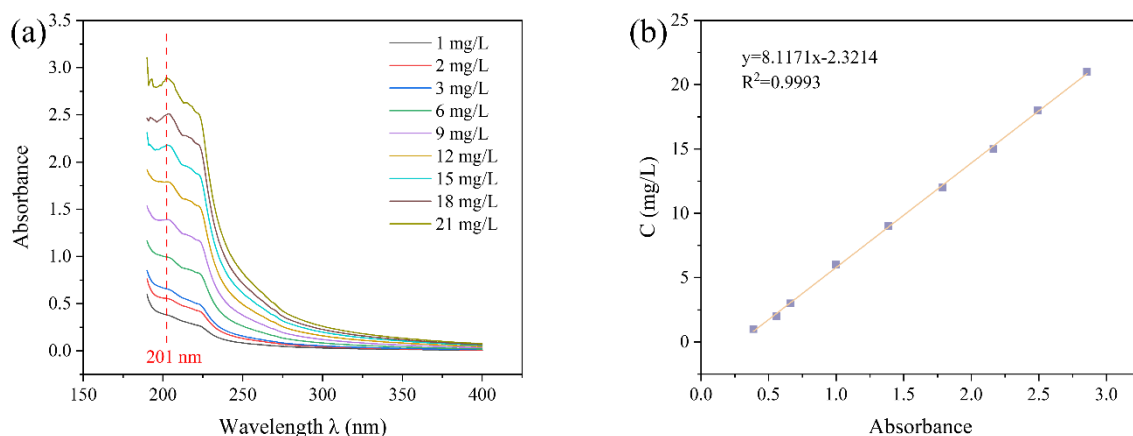 (a)
3.5
3.0
2.5
2.0
1.5
1.0
0.5
0.0
Absorbance
1 mg/L
2 mg/L
3 mg/L
6 mg/L
9 mg/L
12 mg/L
15 mg/L
18 mg/L
21 mg/L
201 nm
150 200 250 300 350 400
Wavelength λ (nm)
(b)
25
20
15
10
5
0
C (mg/L)
y=8.1171x-2.3214
R²=0.9993
0.0 0.5 1.0 1.5 2.0 2.5 3.0
Absorbance